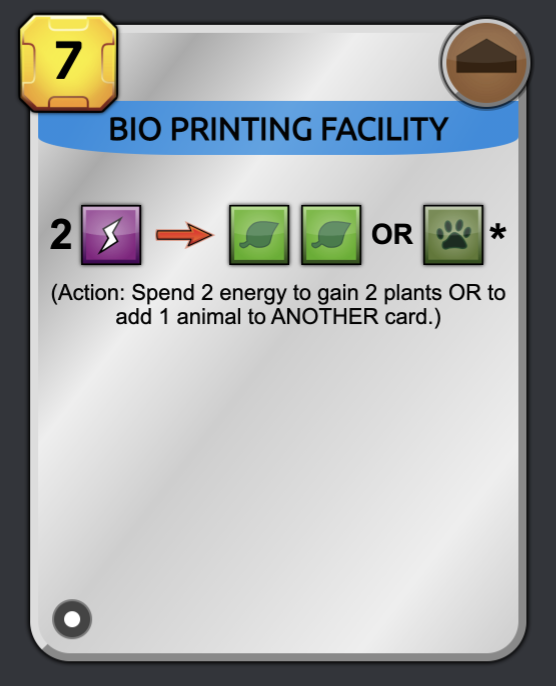 7
BIO PRINTING FACILITY
2 OR *
(Action: Spend 2 energy to gain 2 plants OR to
add 1 animal to ANOTHER card.)